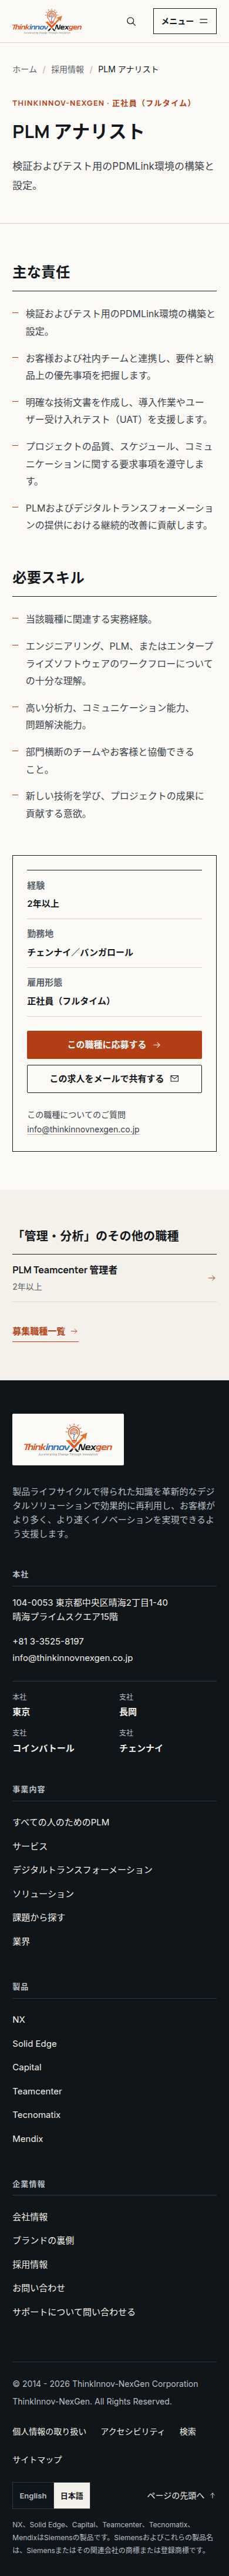 ThinkinnovXNexgen
メニュー
ホーム / 採用情報 / PLM アナリスト
THINKINNOV-NEXGEN · 正社員（フルタイム）
PLM アナリスト
検証およびテスト用のPDMLink環境の構築と
設定。
主な責任
検証およびテスト用のPDMLink環境の構築と
設定。
お客様および社内チームと連携し、要件と納
品上の優先事項を把握します。
明確な技術文書を作成し、導入作業やユー
ザー受け入れテスト（UAT）を支援します。
プロジェクトの品質、スケジュール、コミュ
ニケーションに関する要求事項を遵守しま
す。
PLMおよびデジタルトランスフォーメーショ
ンの提供における継続的改善に貢献します。
必要スキル
当該職種に関連する実務経験。
エンジニアリング、PLM、またはエンタープ
ライズソフトウェアのワークフローについて
の十分な理解。
高い分析力、コミュニケーション能力、
問題解決能力。
部門横断のチームやお客様と協働できる
こと。
新しい技術を学び、プロジェクトの成果に
貢献する意欲。
経験
2年以上
勤務地
チェンナイ／バンガロール
雇用形態
正社員（フルタイム）
この職種に応募する →
この求人をメールで共有する
この職種についてのご質問
info@thinkinnovnexgen.co.jp
「管理・分析」のその他の職種
PLM Teamcenter 管理者
2年以上
→
募集職種一覧 →
ThinkinnovXNexgen
製品ライフサイクルで得られた知識を革新的なデジ
タルソリューションで効果的に再利用し、お客様が
より多く、より速くイノベーションを実現できるよ
う支援します。
本社
104-0053 東京都中央区晴海2丁目1-40
晴海プライムスクエア15階
+81 3-3525-8197
info@thinkinnovnexgen.co.jp
本社 支社
東京 長岡
支社 支社
コインバトール チェンナイ
事業内容
すべての人のためのPLM
サービス
デジタルトランスフォーメーション
ソリューション
課題から探す
業界
製品
NX
Solid Edge
Capital
Teamcenter
Tecnomatix
Mendix
企業情報
会社情報
ブランドの裏側
採用情報
お問い合わせ
サポートについて問い合わせる
© 2014 - 2026 ThinkInnov-NexGen Corporation
ThinkInnov-NexGen. All Rights Reserved.
個人情報の取り扱い アクセシビリティ 検索
サイトマップ
English 日本語 ページの先頭へ ↑
NX、Solid Edge、Capital、Teamcenter、Tecnomatix、
MendixはSiemensの製品です。Siemensおよびこれらの製品名
は、Siemensまたはその関連会社の商標または登録商標です。